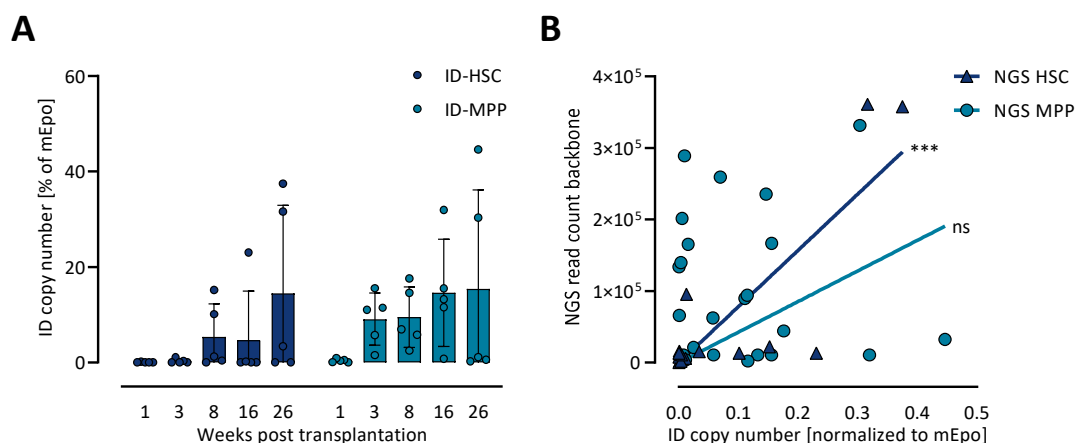 A
ID copy number [% of mEpo]
60
40
20
0
ID-HSC
ID-MPP
1 3 8 16 26 1 3 8 16 26
Weeks post transplantation
B
NGS read count backbone
4×10⁵
3×10⁵
2×10⁵
1×10⁵
0
NGS HSC
NGS MPP
***
ns
0.0 0.1 0.2 0.3 0.4 0.5
ID copy number [normalized to mEpo]